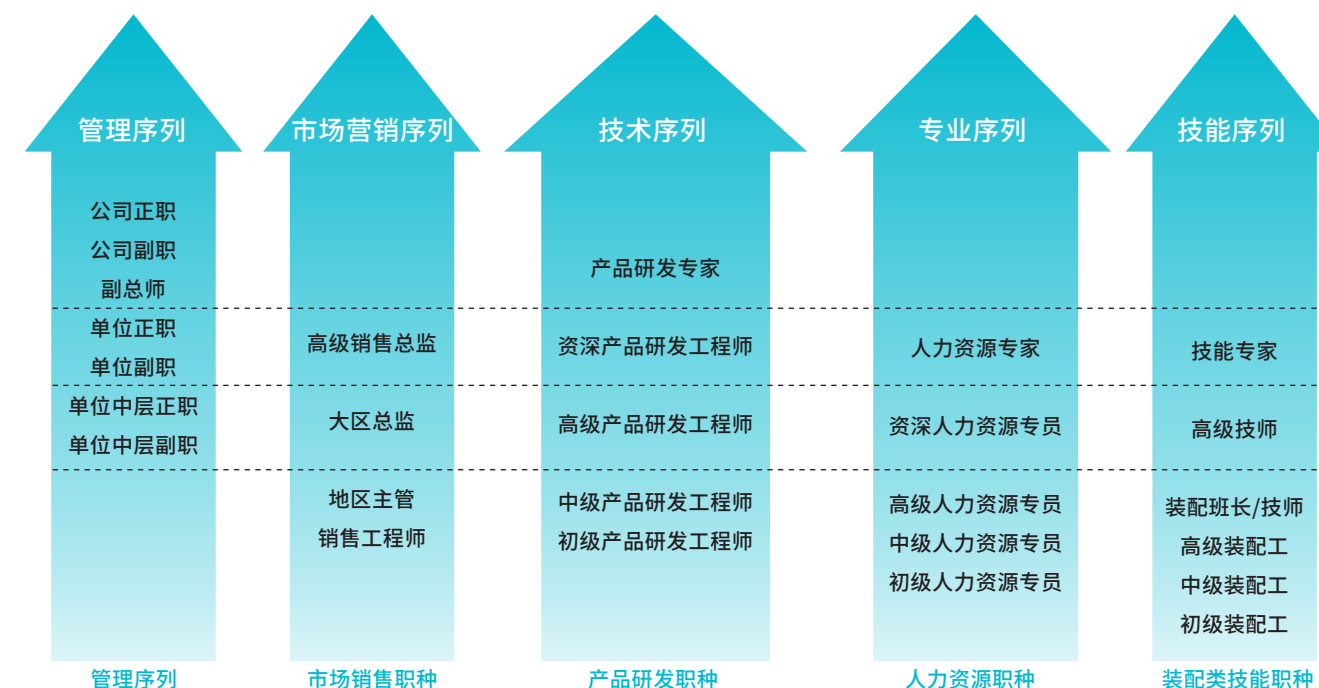 管理序列
公司正职
公司副职
副总师
单位正职
单位副职
单位中层正职
单位中层副职
管理序列
市场营销序列
高级销售总监
大区总监
地区主管
销售工程师
市场销售职种
技术序列
产品研发专家
资深产品研发工程师
高级产品研发工程师
中级产品研发工程师
初级产品研发工程师
产品研发职种
专业序列
人力资源专家
资深人力资源专员
高级人力资源专员
中级人力资源专员
初级人力资源专员
人力资源职种
技能序列
技能专家
高级技师
装配班长/技师
高级装配工
中级装配工
初级装配工
装配类技能职种